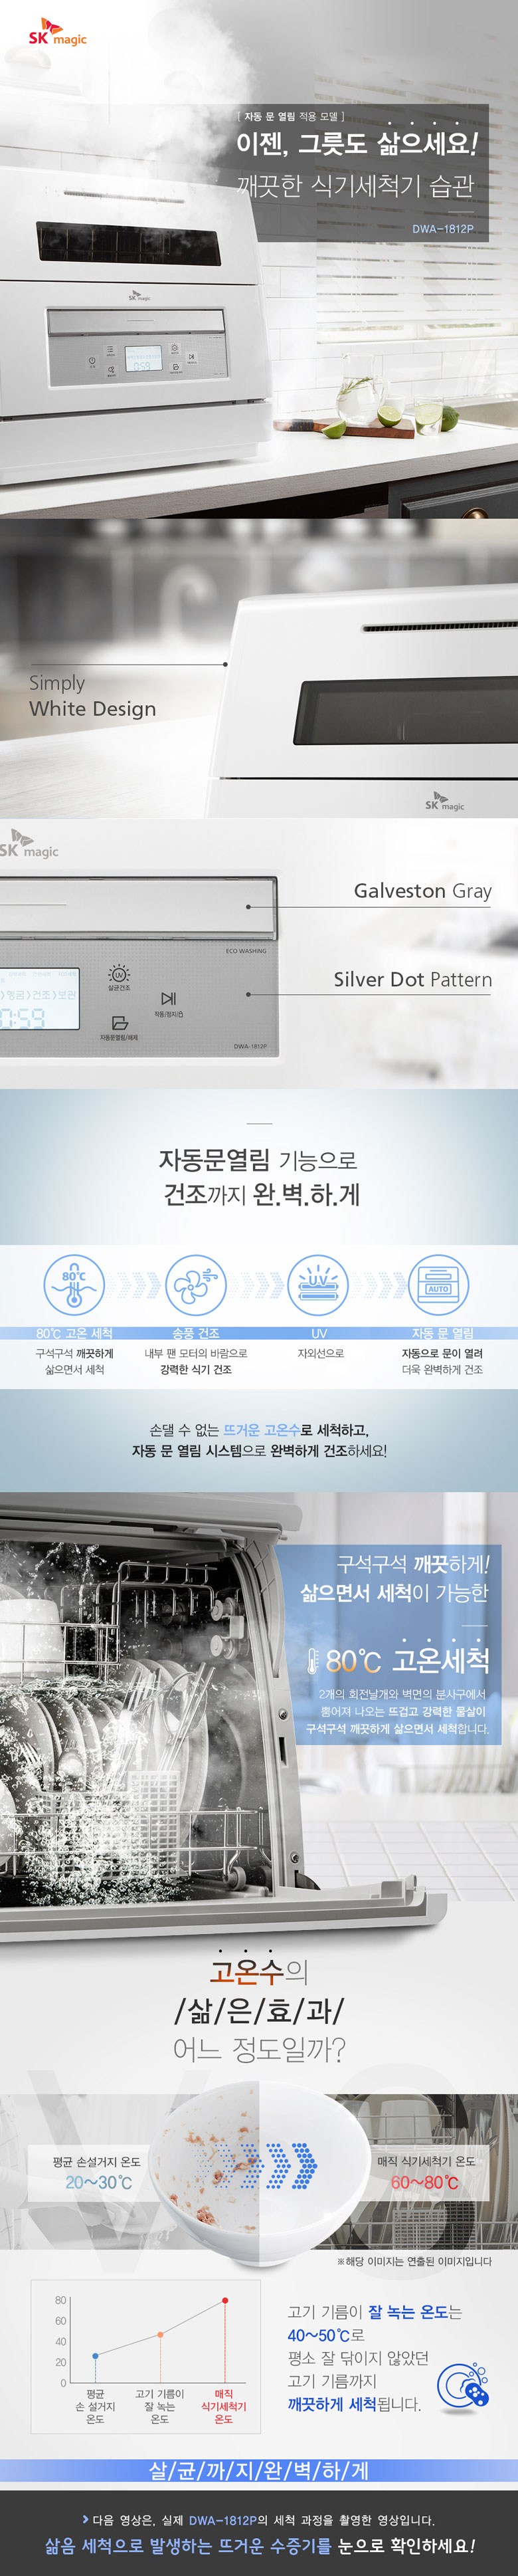 SK magic
[ 자동 문 열림 적용 모델 ]
이젠, 그릇도 삶으세요!
깨끗한 식기세척기 습관
DWA-1812P
SK magic
0:59
Simply
White Design
SK magic
SK magic
Galveston Gray
ECO WASHING
Silver Dot Pattern
헹굼 > 건조 > 보관
0:59
UV
살균건조
작동/정지/
자동문열림/해제
DWA-1812P
자동문열림 기능으로
건조까지 완.벽.하.게
80℃
UV
AUTO
80℃ 고온 세척
송풍 건조
UV
자동 문 열림
구석구석 깨끗하게
삶으면서 세척
내부 팬 모터의 바람으로
강력한 식기 건조
자외선으로
자동으로 문이 열려
더욱 완벽하게 건조
손댈 수 없는 뜨거운 고온수로 세척하고,
자동 문 열림 시스템으로 완벽하게 건조하세요!
구석구석 깨끗하게!
삶으면서 세척이 가능한
80℃ 고온세척
2개의 회전날개와 벽면의 분사구에서
뿜어져 나오는 뜨겁고 강력한 물살이
구석구석 깨끗하게 삶으면서 세척합니다.
고온수의
/삶/은/효/과/
어느 정도일까?
VS
평균 손설거지 온도
20~30℃
매직 식기세척기 온도
60~80℃
※해당 이미지는 연출된 이미지입니다
80
60
40
20
0
평균
손 설거지
온도
고기 기름이
잘 녹는
온도
매직
식기세척기
온도
고기 기름이 잘 녹는 온도는
40~50℃로
평소 잘 닦이지 않았던
고기 기름까지
깨끗하게 세척됩니다.
살/균/까/지/완/벽/하/게
다음 영상은, 실제 DWA-1812P의 세척 과정을 촬영한 영상입니다.
삶음 세척으로 발생하는 뜨거운 수증기를 눈으로 확인하세요!